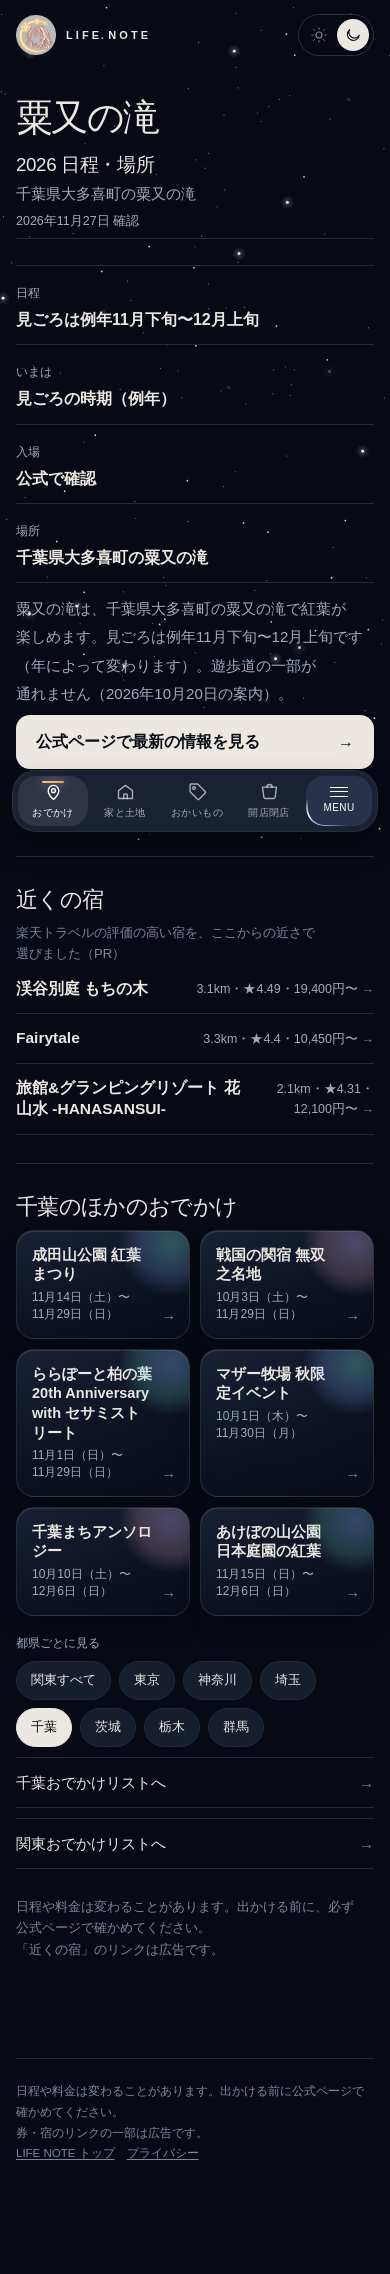 LIFE.NOTE
粟又の滝
2026 日程・場所
千葉県大多喜町の粟又の滝
2026年11月27日 確認
日程
見ごろは例年11月下旬〜12月上旬
いまは
見ごろの時期（例年）
入場
公式で確認
場所
千葉県大多喜町の粟又の滝
粟又の滝は、千葉県大多喜町の粟又の滝で紅葉が
楽しめます。見ごろは例年11月下旬〜12月上旬です
（年によって変わります）。遊歩道の一部が
通れません（2026年10月20日の案内）。
公式ページで最新の情報を見る →
おでかけ 家と土地 おかいもの 開店閉店 MENU
近くの宿
楽天トラベルの評価の高い宿を、ここからの近さで
選びました（PR）
渓谷別庭 もちの木 3.1km・★4.49・19,400円〜 →
Fairytale 3.3km・★4.4・10,450円〜 →
旅館&グランピングリゾート 花 2.1km・★4.31・
山水 -HANASANSUI- 12,100円〜 →
千葉のほかのおでかけ
成田山公園 紅葉
まつり
11月14日（土）〜
11月29日（日） →
戦国の関宿 無双
之名地
10月3日（土）〜
11月29日（日） →
ららぽーと柏の葉
20th Anniversary
with セサミスト
リート
11月1日（日）〜
11月29日（日） →
マザー牧場 秋限
定イベント
10月1日（木）〜
11月30日（月）
→
千葉まちアンソロ
ジー
10月10日（土）〜
12月6日（日） →
あけぼの山公園
日本庭園の紅葉
11月15日（日）〜
12月6日（日） →
都県ごとに見る
関東すべて 東京 神奈川 埼玉
千葉 茨城 栃木 群馬
千葉おでかけリストへ →
関東おでかけリストへ →
日程や料金は変わることがあります。出かける前に、必ず
公式ページで確かめてください。
「近くの宿」のリンクは広告です。
日程や料金は変わることがあります。出かける前に公式ページで
確かめてください。
券・宿のリンクの一部は広告です。
LIFE NOTE トップ プライバシー